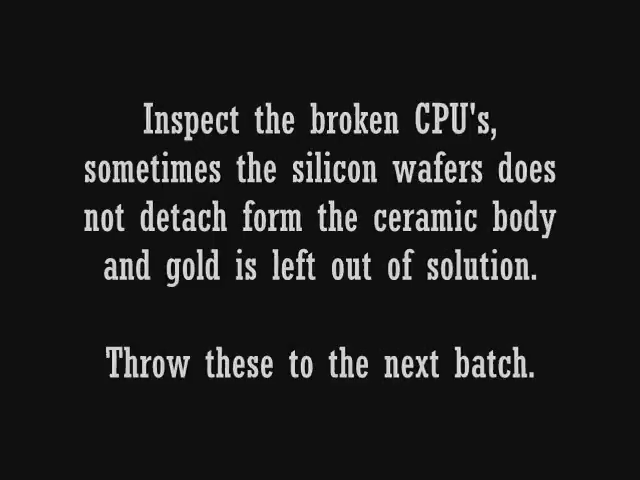 Inspect the broken CPU's,
sometimes the silicon wafers does
not detach form the ceramic body
and gold is left out of solution.
Throw these to the next batch.